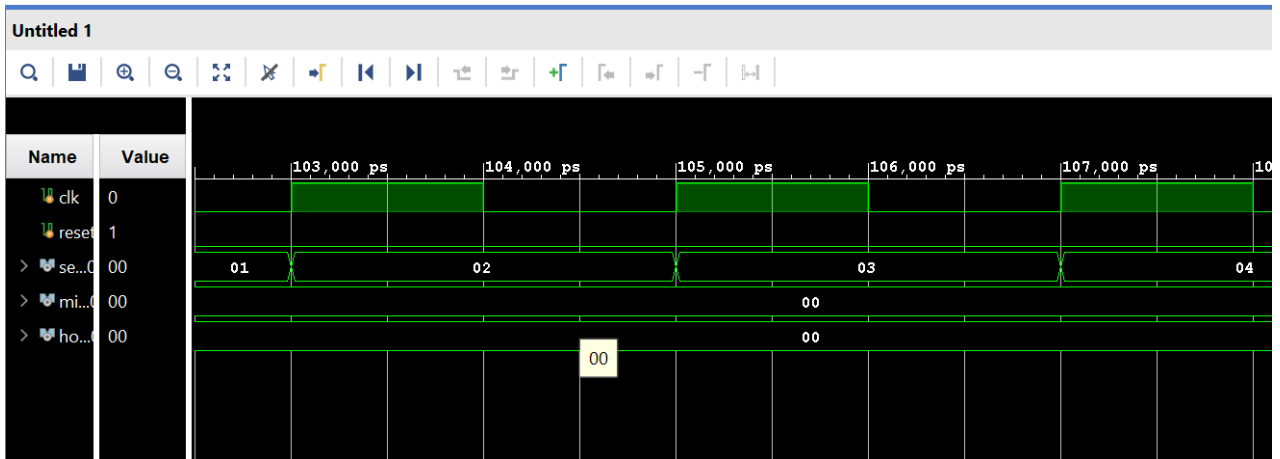 Untitled 1
Name Value
103,000 ps 104,000 ps 105,000 ps 106,000 ps 107,000 ps 10
clk 0
reset 1
se...0 00 01 02 03 04
mi...0 00 00
ho...0 00 00
00